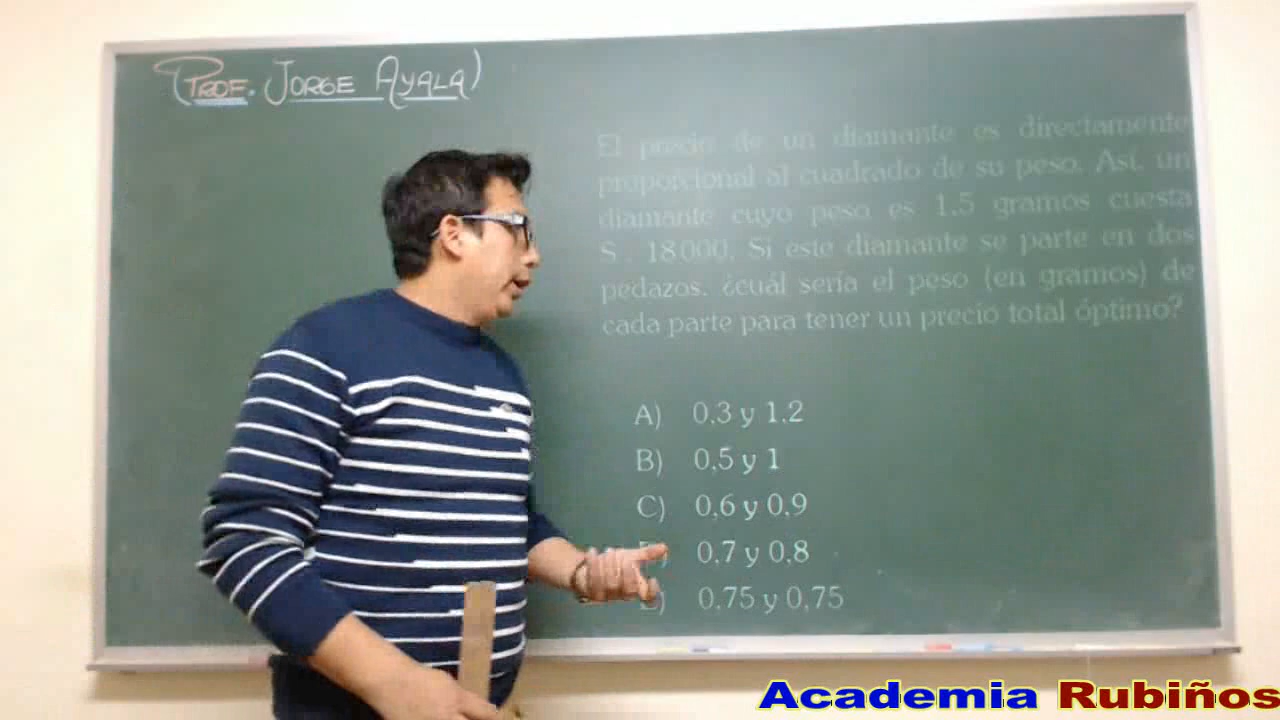 (PROF. JORGE AYALA)
El precio de un diamante es directamente
proporcional al cuadrado de su peso. Así, un
diamante cuyo peso es 1,5 gramos cuesta
S/. 18.000. Si este diamante se parte en dos
pedazos, ¿cuál sería el peso (en gramos) de
cada parte para tener un precio total óptimo?
A) 0,3 y 1,2
B) 0,5 y 1
C) 0,6 y 0,9
) 0,7 y 0,8
) 0,75 y 0,75
Academia Rubiños